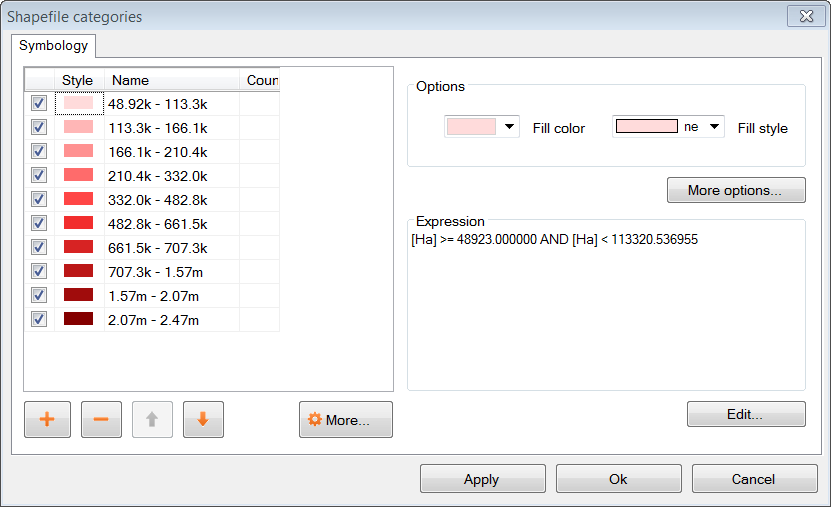 Shapefile categories
Symbology
Style Name Coun
48.92k - 113.3k
113.3k - 166.1k
166.1k - 210.4k
210.4k - 332.0k
332.0k - 482.8k
482.8k - 661.5k
661.5k - 707.3k
707.3k - 1.57m
1.57m - 2.07m
2.07m - 2.47m
More...
Options
Fill color ne Fill style
More options...
Expression
[Ha] >= 48923.000000 AND [Ha] < 113320.536955
Edit...
Apply Ok Cancel